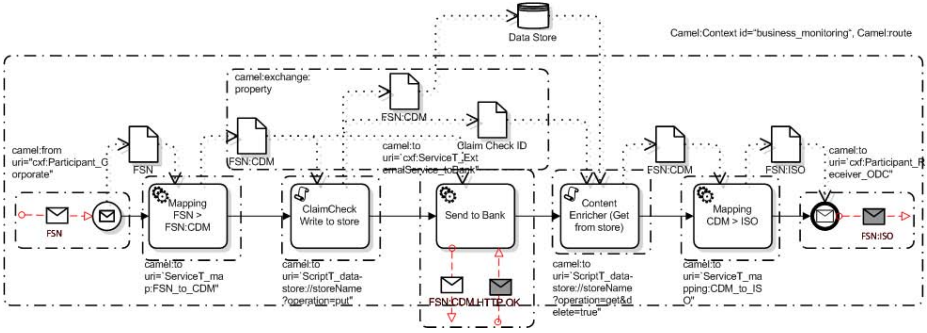 Data Store
Camel:Context id="business_monitoring", Camel:route
camel:exchange:
property
FSN:CDM
Claim Check ID
camel:from
uri="cxf:Participant_C
orporate"
FSN
FSN:CDM
camel:to
uri=`cxf:ServiceT_Ext
ernalService_toBank"
FSN:CDM
FSN:ISO
camel:to
uri=`cxf:Participant_R
eceiver_ODC"
FSN
Mapping
FSN >
FSN:CDM
ClaimCheck
Write to store
Send to Bank
Content
Enricher (Get
from store)
Mapping
CDM > ISO
FSN:ISO
camel:to
uri=`ServiceT_ma
p:FSN_to_CDM"
camel:to
uri=`ScriptT_data-
store://storeName
?operation=put"
FSN:CDM
HTTP.OK
camel:to
uri=`ScriptT_data-
store://storeName
?operation=get&d
elete=true"
camel:to
uri=`ServiceT_ma
pping:CDM_to_IS
O"